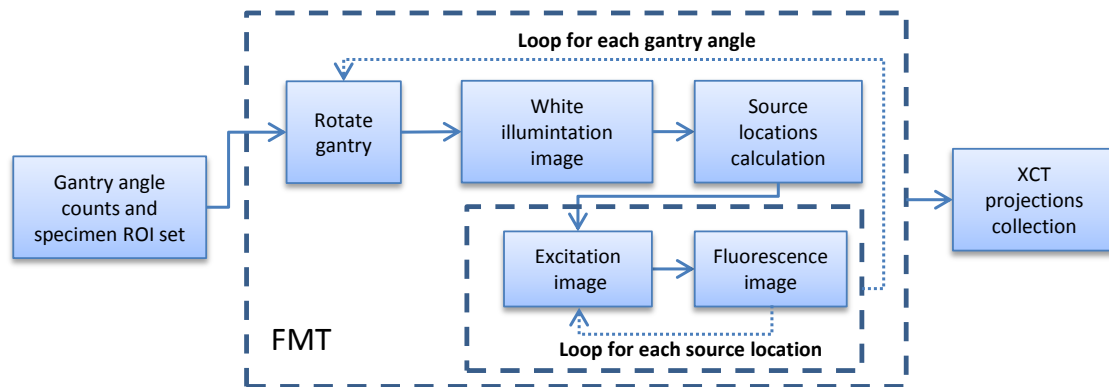 Loop for each gantry angle
Rotate
gantry
White
illumintation
image
Source
locations
calculation
Gantry angle
counts and
specimen ROI set
XCT
projections
collection
Excitation
image
Fluorescence
image
FMT
Loop for each source location